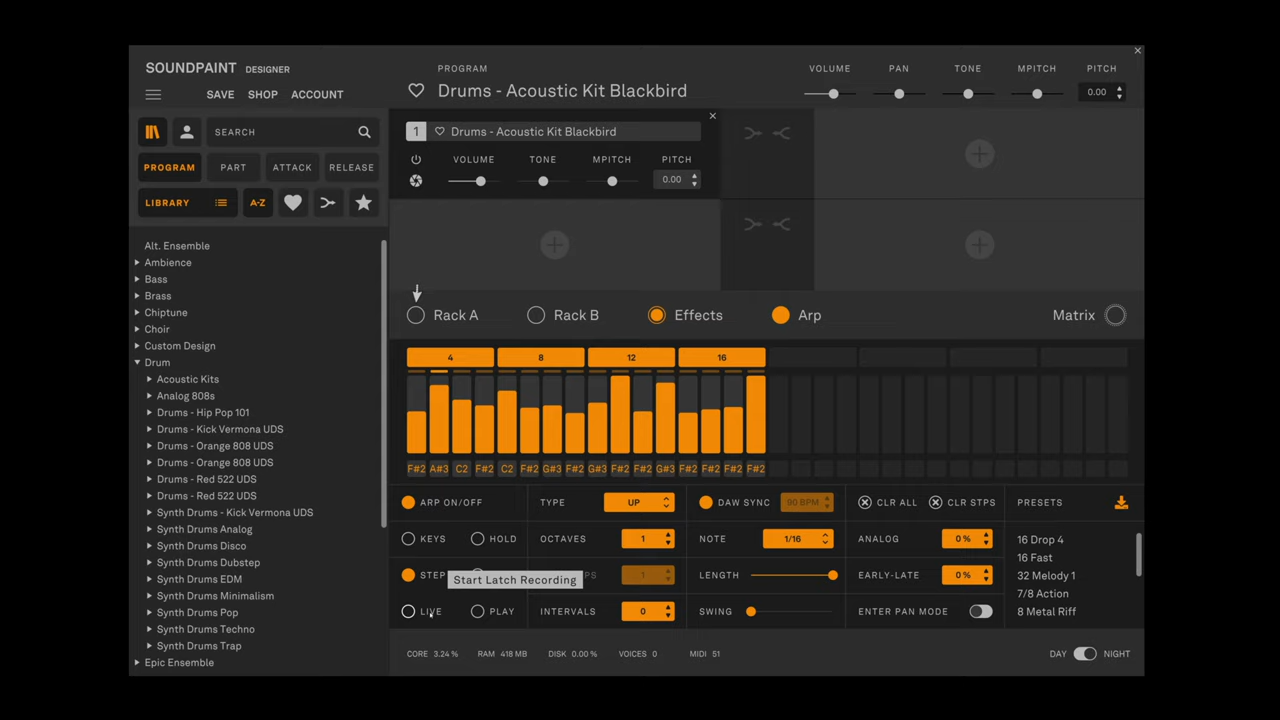 SOUNDPAINT DESIGNER
SAVE SHOP ACCOUNT
SEARCH
PROGRAM PART ATTACK RELEASE
LIBRARY A-Z
Alt. Ensemble
Ambience
Bass
Brass
Chiptune
Choir
Custom Design
Drum
Acoustic Kits
Analog 808s
Drums - Hip Pop 101
Drums - Kick Vermona UDS
Drums - Orange 808 UDS
Drums - Orange 808 UDS
Drums - Red 522 UDS
Drums - Red 522 UDS
Synth Drums - Kick Vermona UDS
Synth Drums Analog
Synth Drums Disco
Synth Drums Dubstep
Synth Drums EDM
Synth Drums Minimalism
Synth Drums Pop
Synth Drums Techno
Synth Drums Trap
Epic Ensemble
PROGRAM
Drums - Acoustic Kit Blackbird
VOLUME PAN TONE MPITCH PITCH
0.00
1 Drums - Acoustic Kit Blackbird
VOLUME TONE MPITCH PITCH
0.00
Rack A Rack B Effects Arp Matrix
4 8 12 16
F#2 A#3 C2 F#2 C2 F#2 G#3 F#2 G#3 F#2 F#2 G#3 F#2 F#2 F#2 F#2
ARP ON/OFF TYPE UP DAW SYNC 90 BPM CLR ALL CLR STPS PRESETS
KEYS HOLD OCTAVES 1 NOTE 1/16 ANALOG 0%
STEP 1 LENGTH EARLY-LATE 0%
Start Latch Recording
LIVE PLAY INTERVALS 0 SWING ENTER PAN MODE
16 Drop 4
16 Fast
32 Melody 1
7/8 Action
8 Metal Riff
CORE 3.24 % RAM 418 MB DISK 0.00 % VOICES 0 MIDI 51 DAY NIGHT